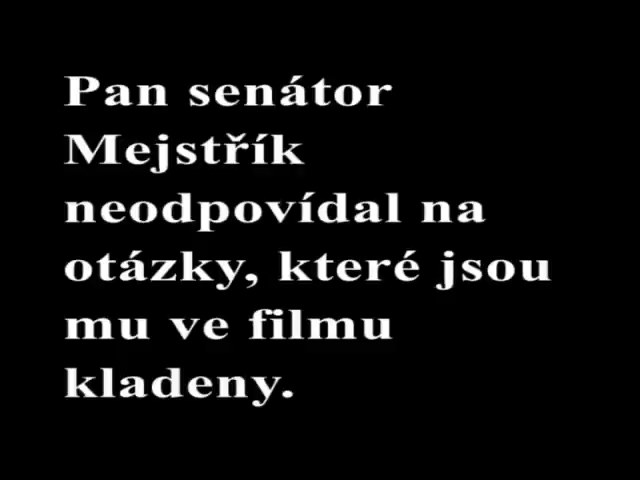 Pan senátor
Mejstřík
neodpovídal na
otázky, které jsou
mu ve filmu
kladeny.